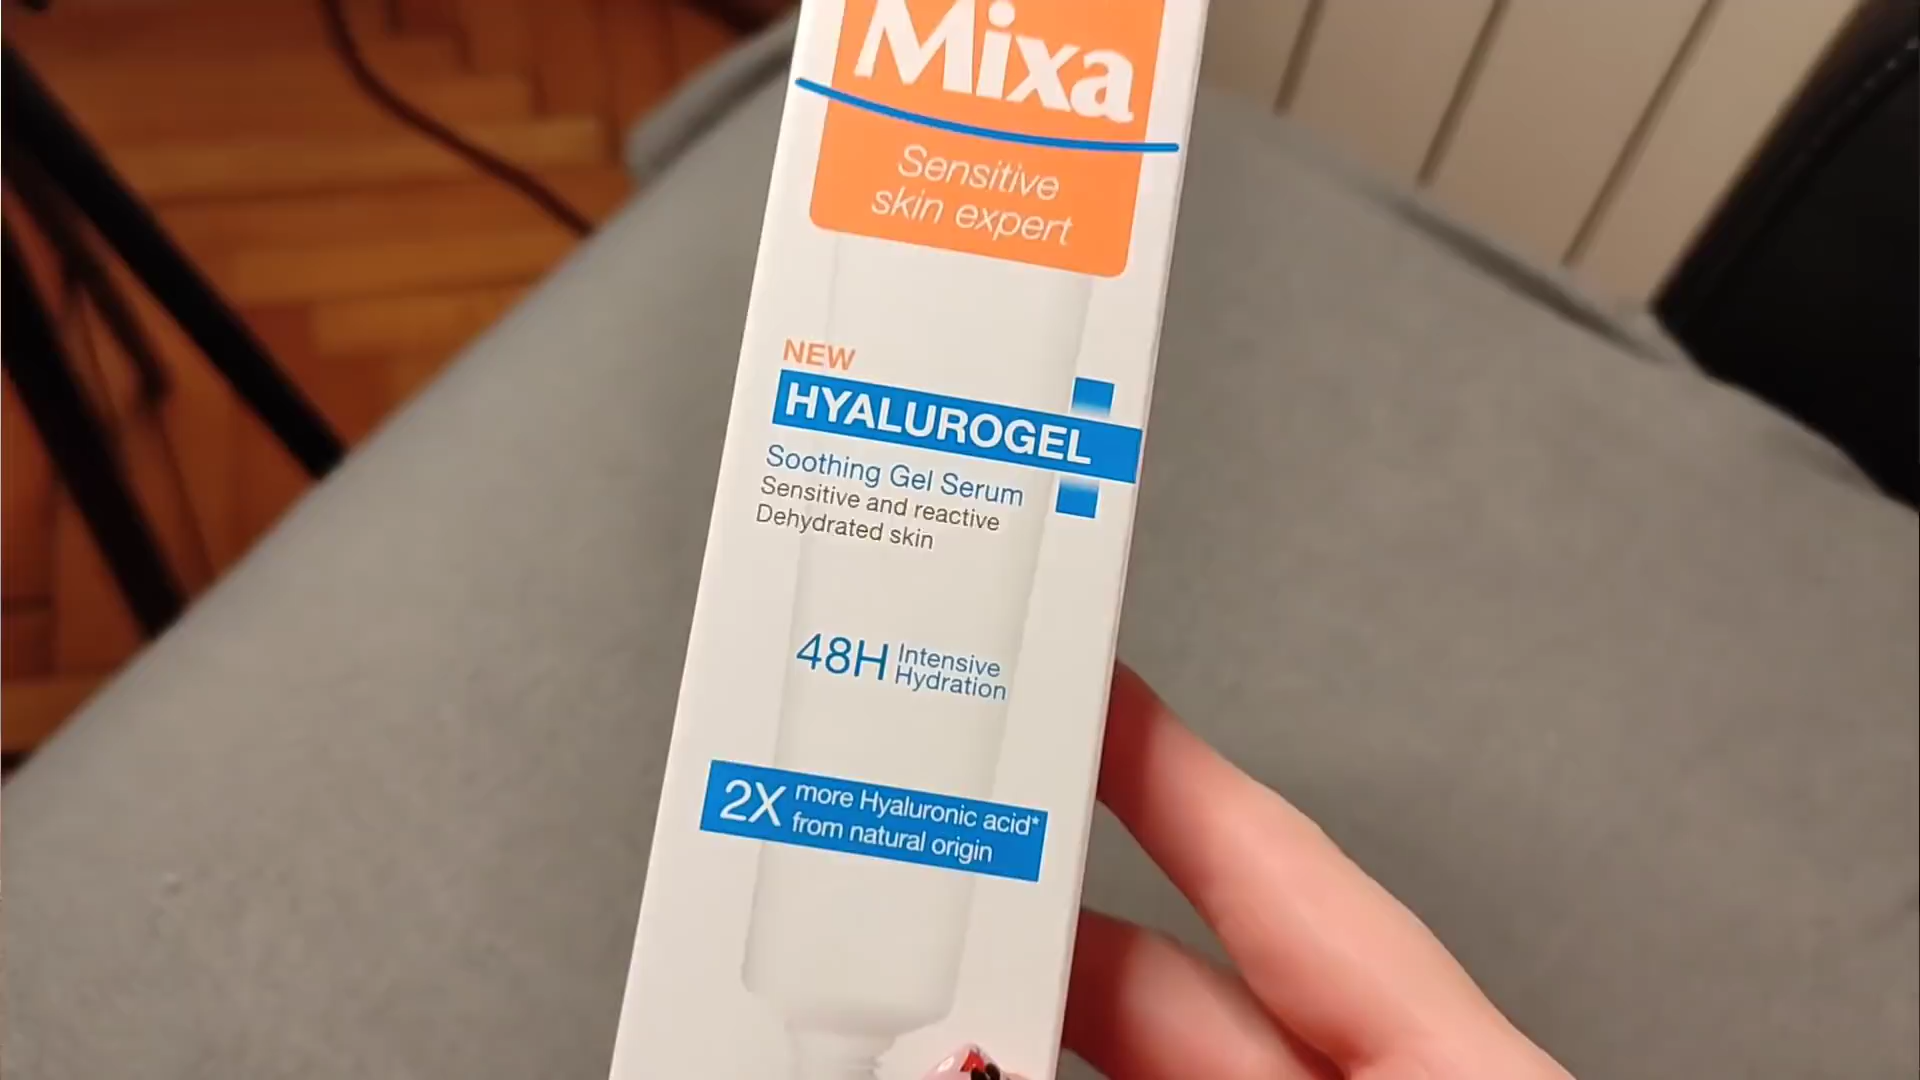 Mixa
Sensitive
skin expert
NEW
HYALUROGEL
Soothing Gel Serum
Sensitive and reactive
Dehydrated skin
48H Intensive
Hydration
2X more Hyaluronic acid*
from natural origin